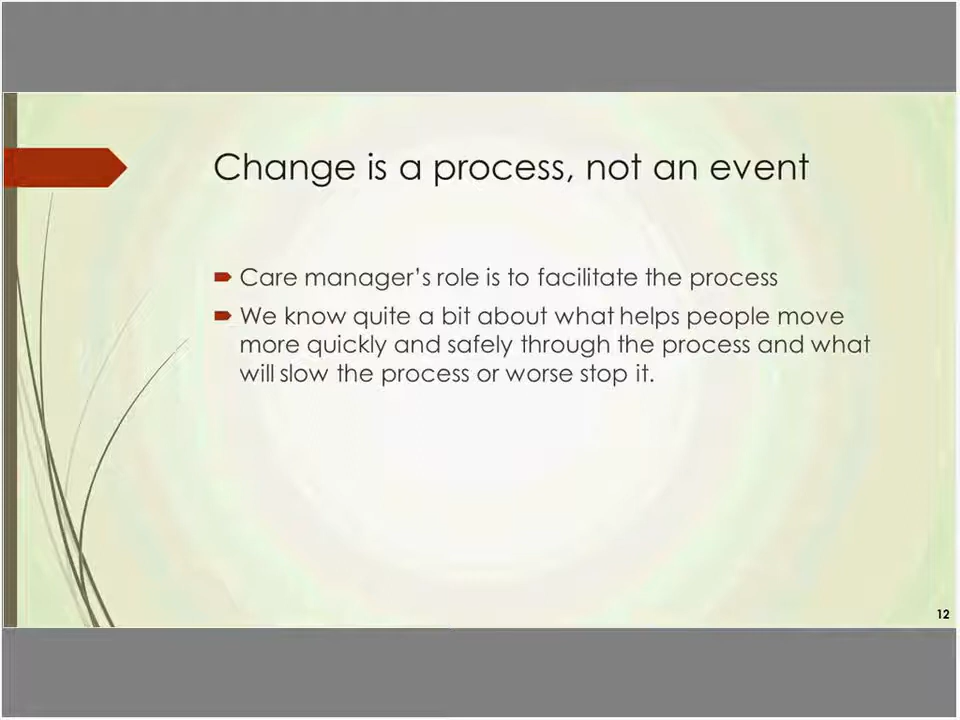 Change is a process, not an event
Care manager's role is to facilitate the process
We know quite a bit about what helps people move
more quickly and safely through the process and what
will slow the process or worse stop it.
12